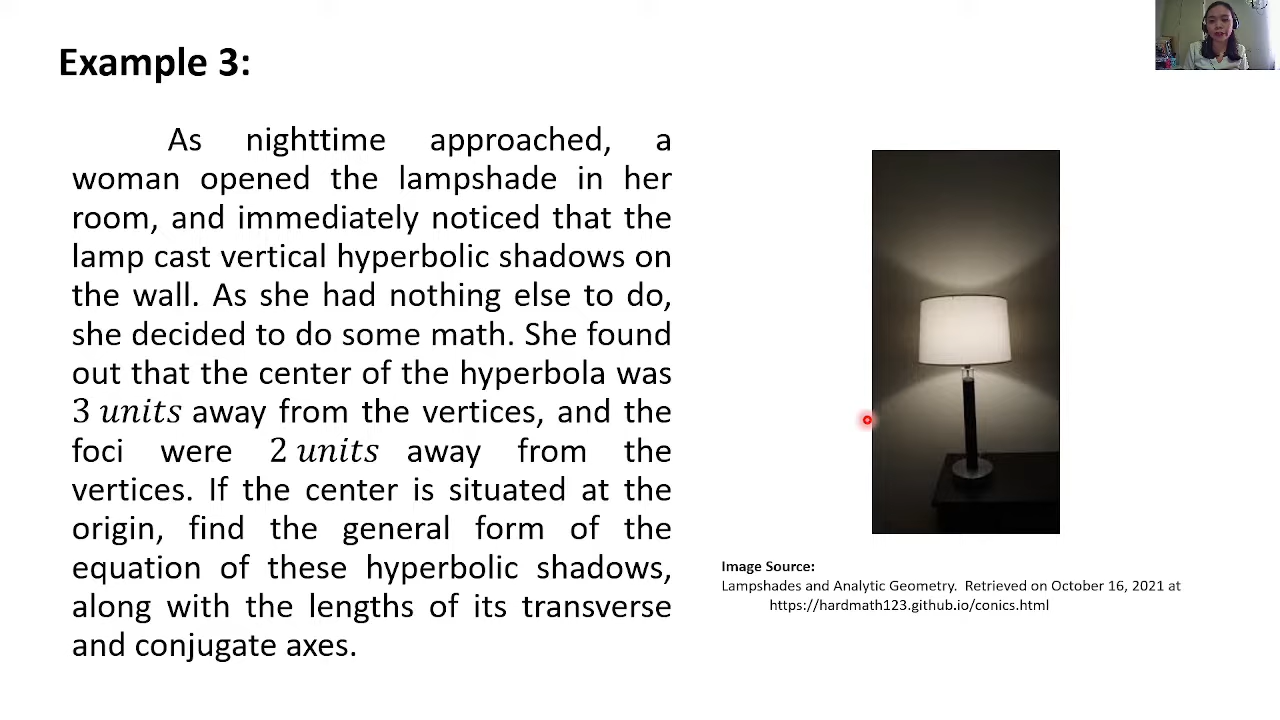 Example 3:
As nighttime approached, a
woman opened the lampshade in her
room, and immediately noticed that the
lamp cast vertical hyperbolic shadows on
the wall. As she had nothing else to do,
she decided to do some math. She found
out that the center of the hyperbola was
3 units away from the vertices, and the
foci were 2 units away from the
vertices. If the center is situated at the
origin, find the general form of the
equation of these hyperbolic shadows,
along with the lengths of its transverse
and conjugate axes.
Image Source:
Lampshades and Analytic Geometry. Retrieved on October 16, 2021 at
https://hardmath123.github.io/conics.html